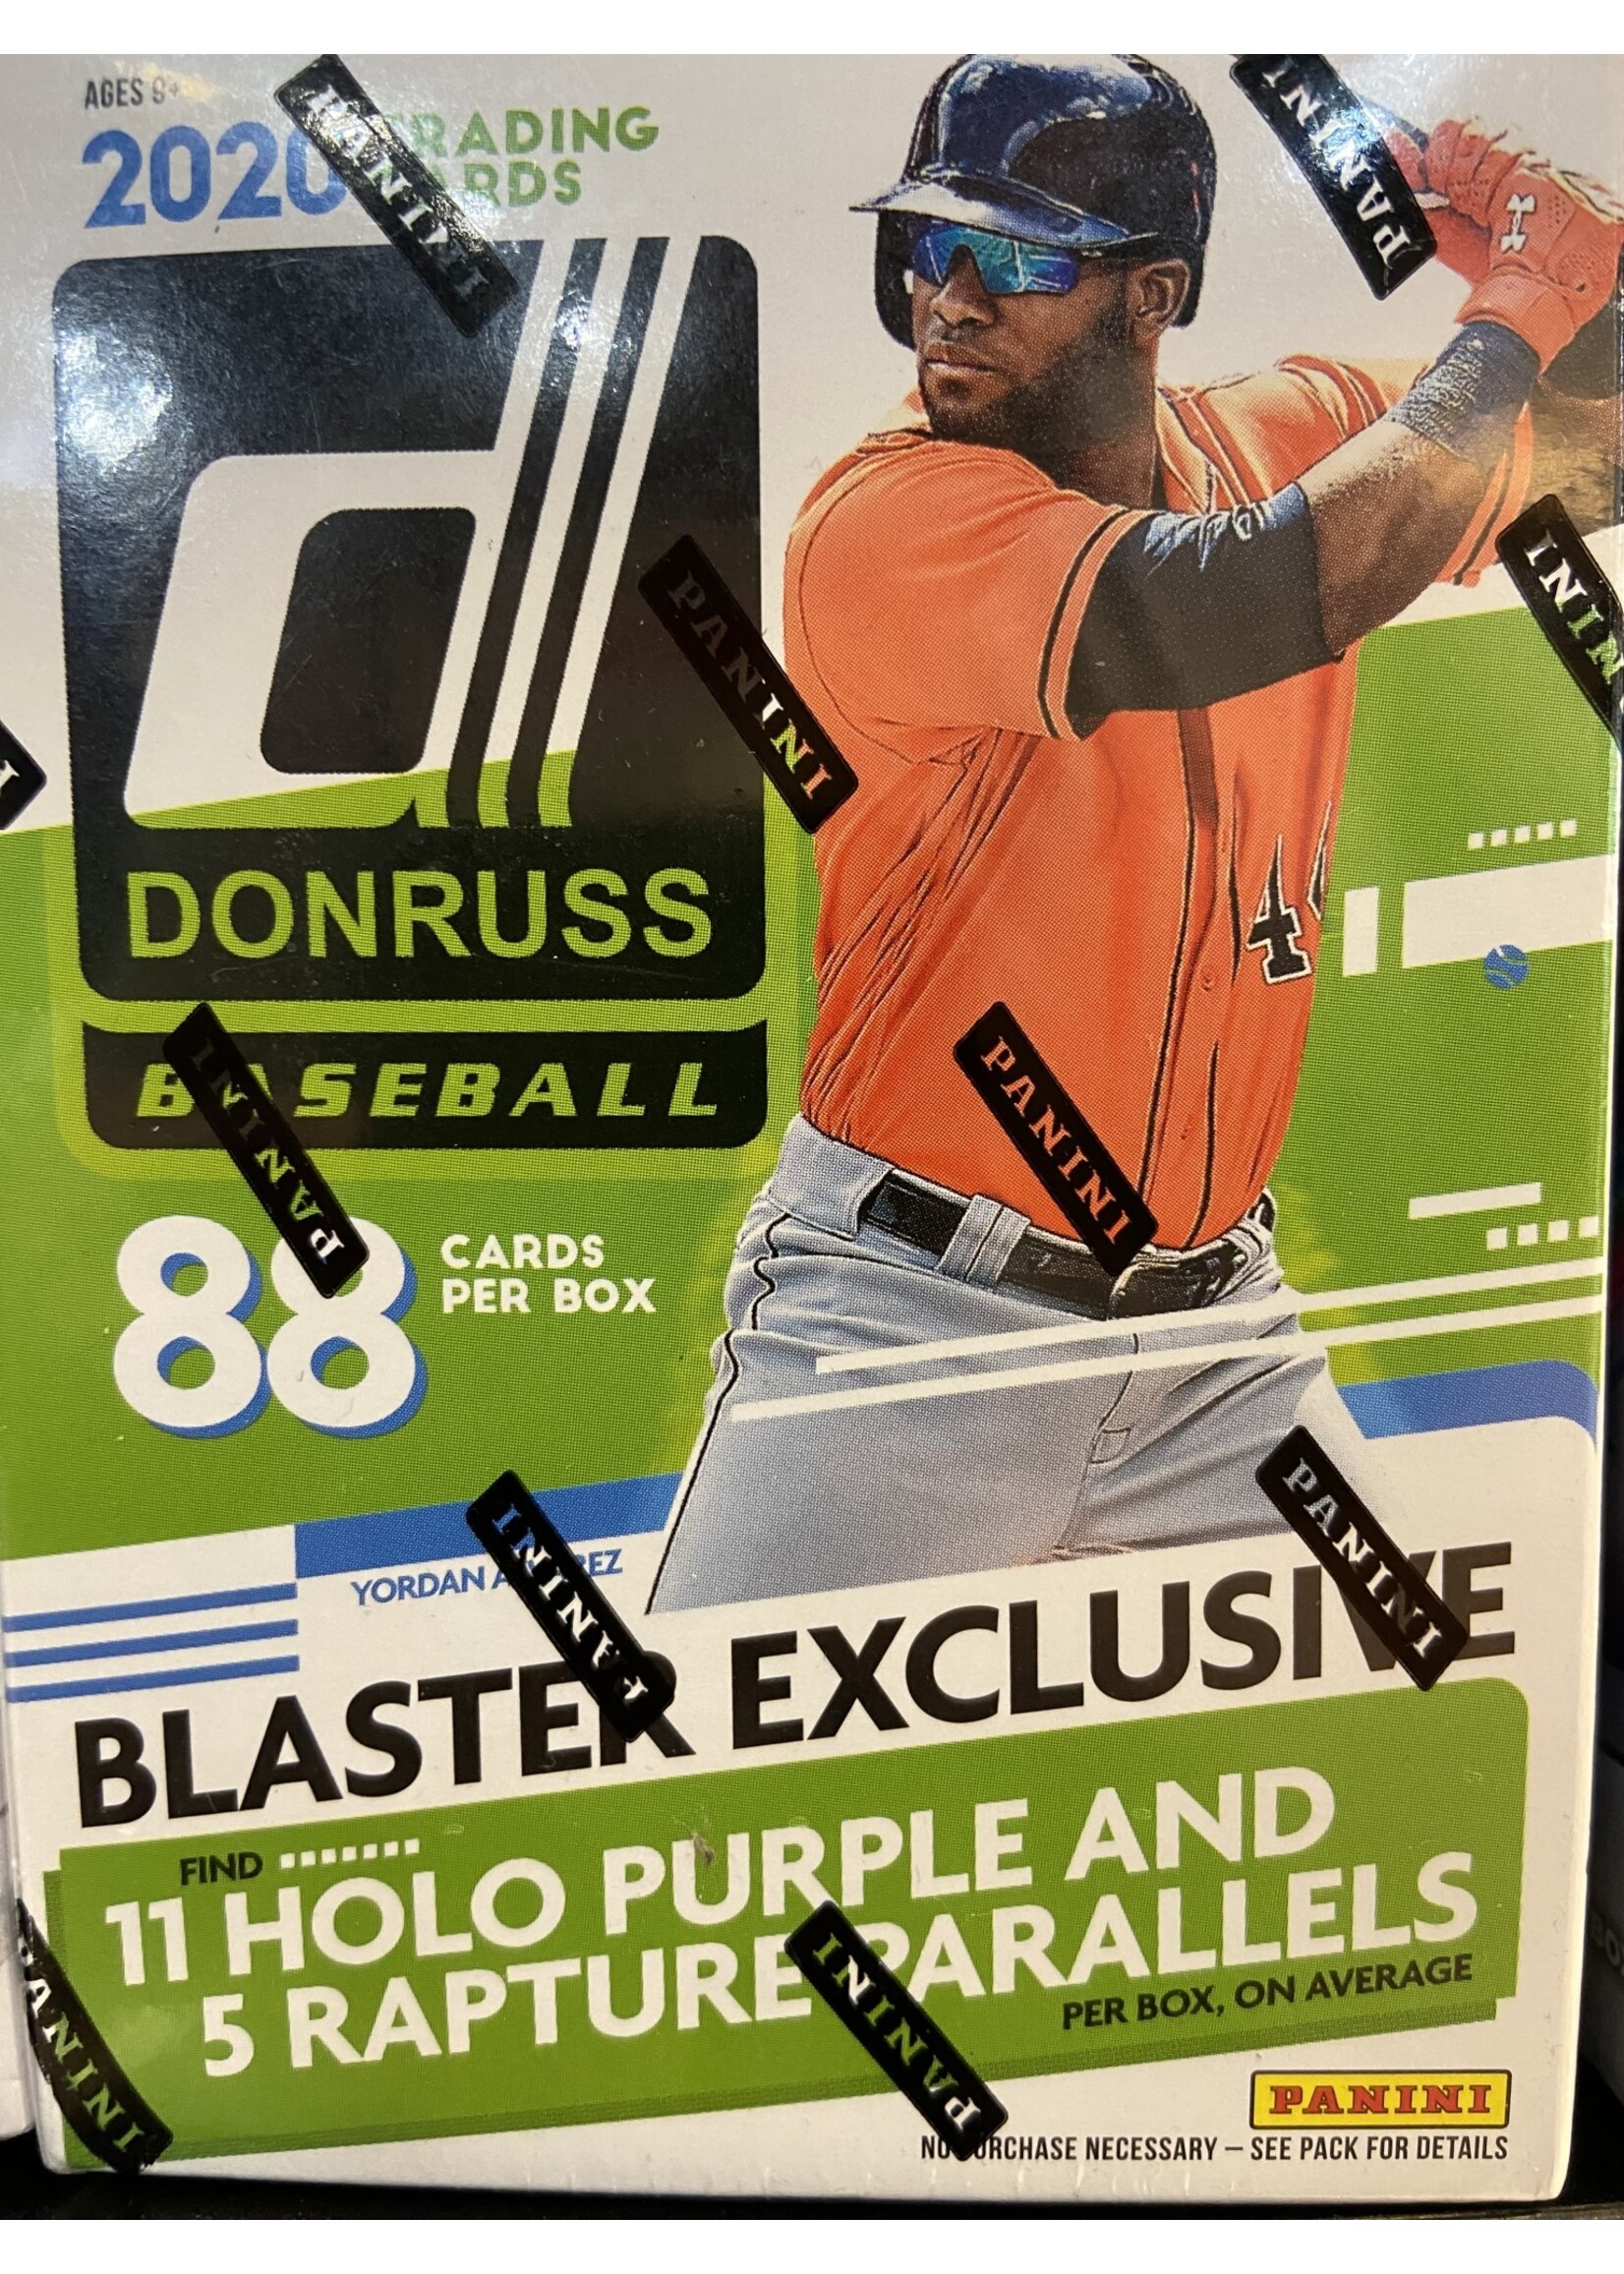 AGES 8+
2020 TRADING
CARDS
DONRUSS
BASEBALL
88 CARDS
PER BOX
YORDAN ALVAREZ
BLASTER EXCLUSIVE
FIND
11 HOLO PURPLE AND
5 RAPTURE PARALLELS
PER BOX, ON AVERAGE
PANINI
NO PURCHASE NECESSARY – SEE PACK FOR DETAILS
PANINI
PANINI
PANINI
PANINI
PANINI
PANINI
PANINI
PANINI
PANINI
PANINI